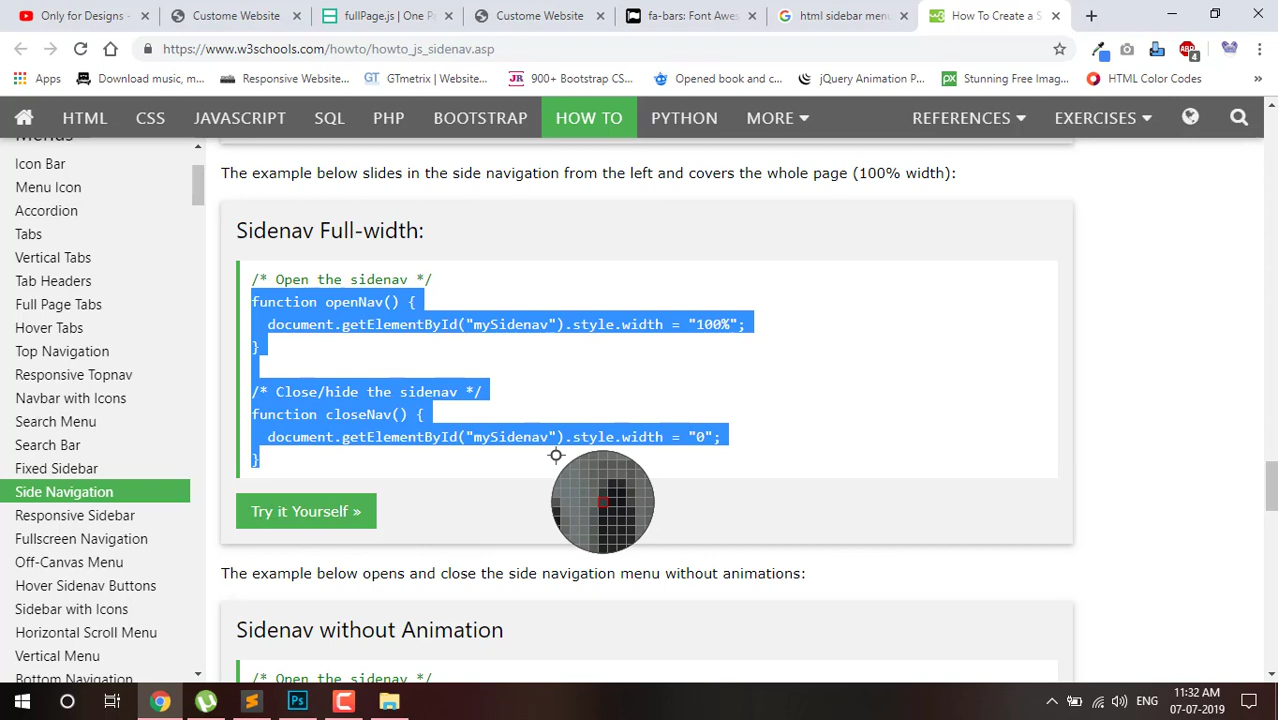 Only for Designs -
Custome Website
fullPage.js | One P
Custome Website
fa-bars: Font Awes
html sidebar menu
How To Create a S
https://www.w3schools.com/howto/howto_js_sidenav.asp
4
Apps
Download music, m...
Responsive Website...
GT
GTmetrix | Website...
JR
900+ Bootstrap CS...
Opened book and c...
jQuery Animation P...
px
Stunning Free Imag...
HTML Color Codes
»
HTML
CSS
JAVASCRIPT
SQL
PHP
BOOTSTRAP
HOW TO
PYTHON
MORE
REFERENCES
EXERCISES
Menus
Icon Bar
Menu Icon
Accordion
Tabs
Vertical Tabs
Tab Headers
Full Page Tabs
Hover Tabs
Top Navigation
Responsive Topnav
Navbar with Icons
Search Menu
Search Bar
Fixed Sidebar
Side Navigation
Responsive Sidebar
Fullscreen Navigation
Off-Canvas Menu
Hover Sidenav Buttons
Sidebar with Icons
Horizontal Scroll Menu
Vertical Menu
Bottom Navigation
The example below slides in the side navigation from the left and covers the whole page (100% width):
Sidenav Full-width:
/* Open the sidenav */
function openNav() {
document.getElementById("mySidenav").style.width = "100%";
}
/* Close/hide the sidenav */
function closeNav() {
document.getElementById("mySidenav").style.width = "0";
}
Try it Yourself »
The example below opens and close the side navigation menu without animations:
Sidenav without Animation
/* Open the sidenav */
Ps
ENG
11:32 AM
07-07-2019